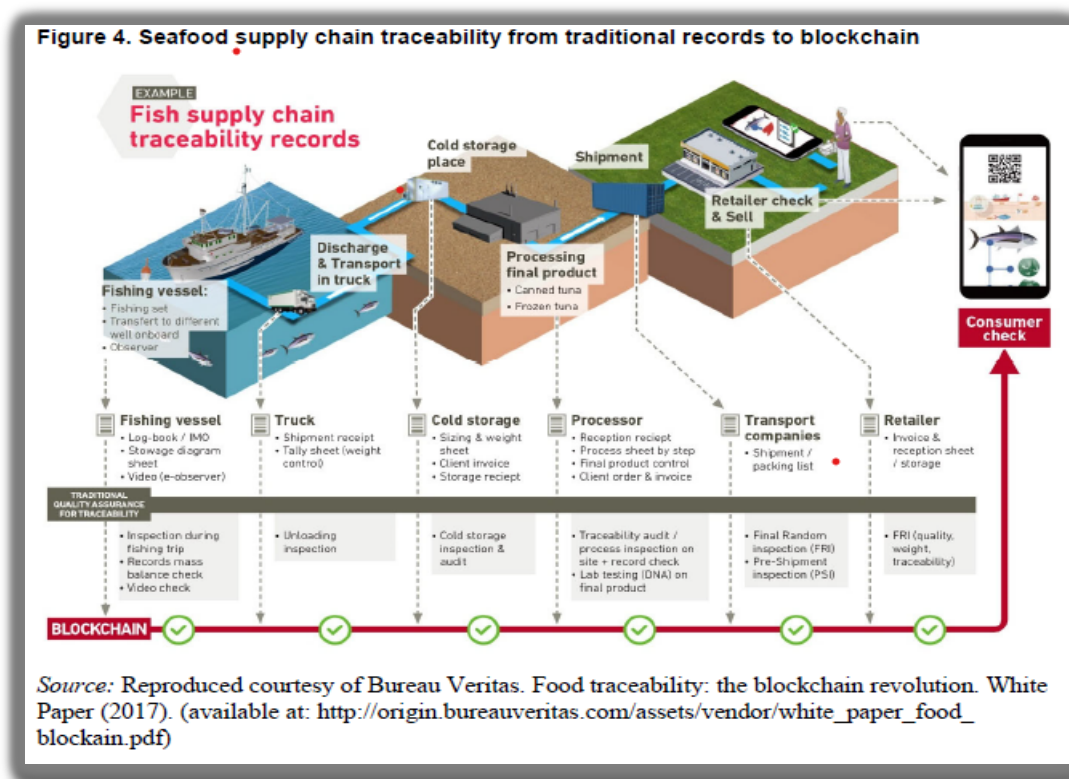 Figure 4. Seafood supply chain traceability from traditional records to blockchain
EXAMPLE
Fish supply chain
traceability records
Cold storage
place
Shipment
Retailer check
& Sell
Discharge
& Transport
in truck
Processing
final product
• Canned tuna
• Frozen tuna
Fishing vessel:
• Fishing set
• Transfert to different
well onboard
• Observer
Consumer
check
Fishing vessel
• Log-book / IMO
• Stowage diagram
sheet
• Video (e-observer)
Truck
• Shipment receipt
• Tally sheet (weight
control)
Cold storage
• Sizing & weight
sheet
• Client invoice
• Storage reciept
Processor
• Reception reciept
• Process sheet by step
• Final product control
• Client order & invoice
Transport
companies
• Shipment /
packing list
Retailer
• Invoice &
reception sheet
/ storage
TRADITIONAL
QUALITY ASSURANCE
FOR TRACEABILITY
• Inspection during
fishing trip
• Records mass
balance check
• Video check
• Unloading
inspection
• Cold storage
inspection &
audit
• Traceability audit /
process inspection on
site + record check
• Lab testing (DNA) on
final product
• Final Random
inspection (FRI)
• Pre-Shipment
inspection (PSI)
• FRI (quality,
weight,
traceability)
BLOCKCHAIN
Source: Reproduced courtesy of Bureau Veritas. Food traceability: the blockchain revolution. White
Paper (2017). (available at: http://origin.bureauveritas.com/assets/vendor/white_paper_food_
blockain.pdf)